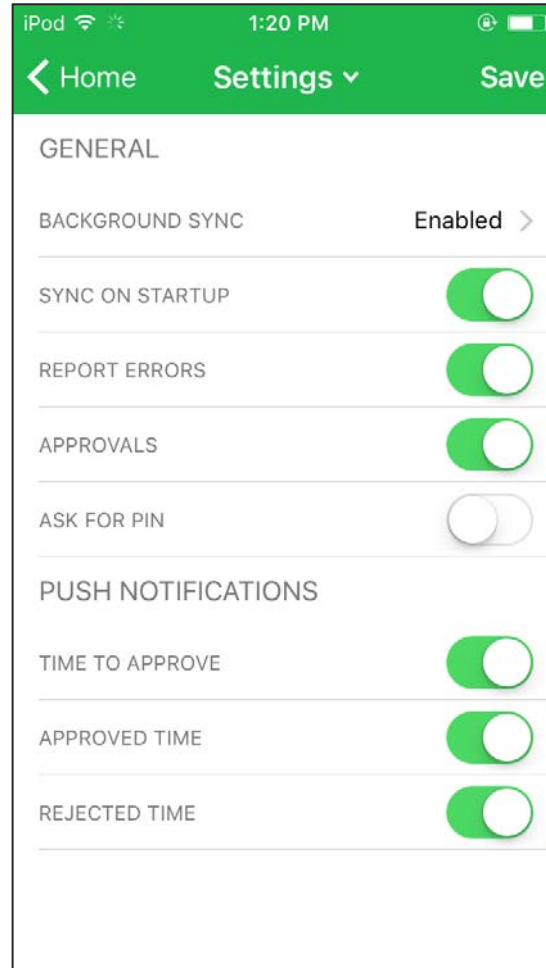 iPod 1:20 PM
Home Settings Save
GENERAL
BACKGROUND SYNC Enabled
SYNC ON STARTUP
REPORT ERRORS
APPROVALS
ASK FOR PIN
PUSH NOTIFICATIONS
TIME TO APPROVE
APPROVED TIME
REJECTED TIME